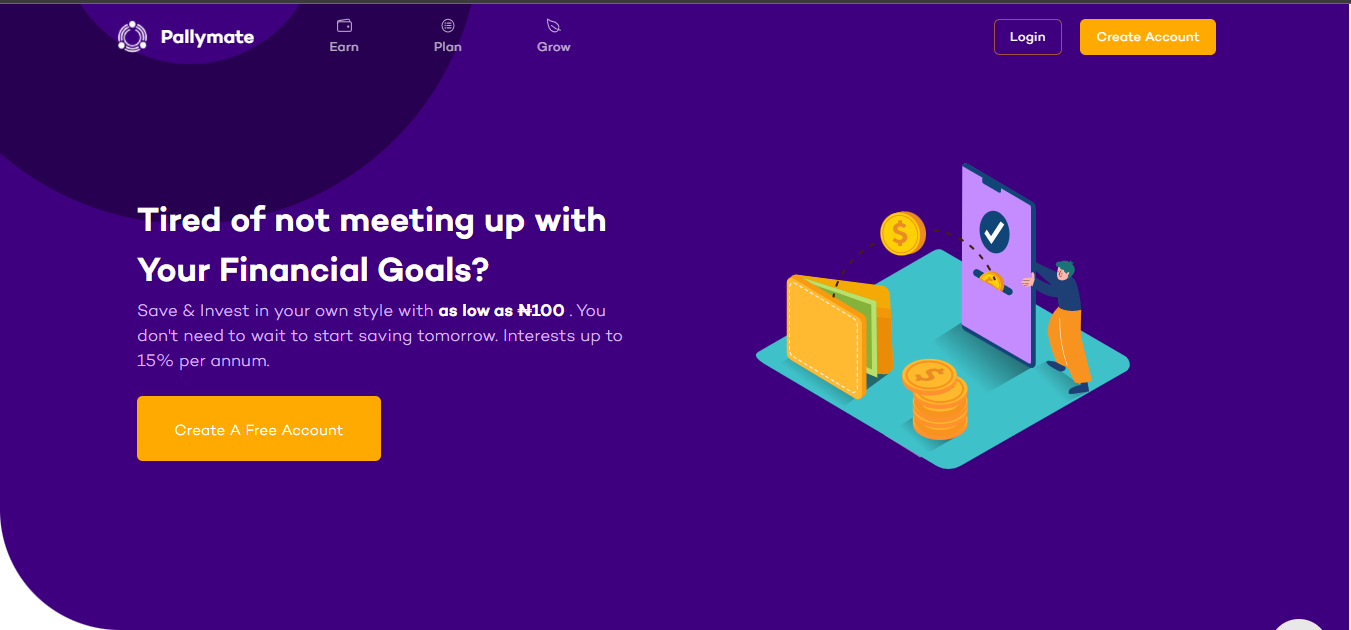 Pallymate
Earn
Plan
Grow
Login
Create Account
Tired of not meeting up with
Your Financial Goals?
Save & Invest in your own style with as low as ₦100 . You
don't need to wait to start saving tomorrow. Interests up to
15% per annum.
Create A Free Account
$
$